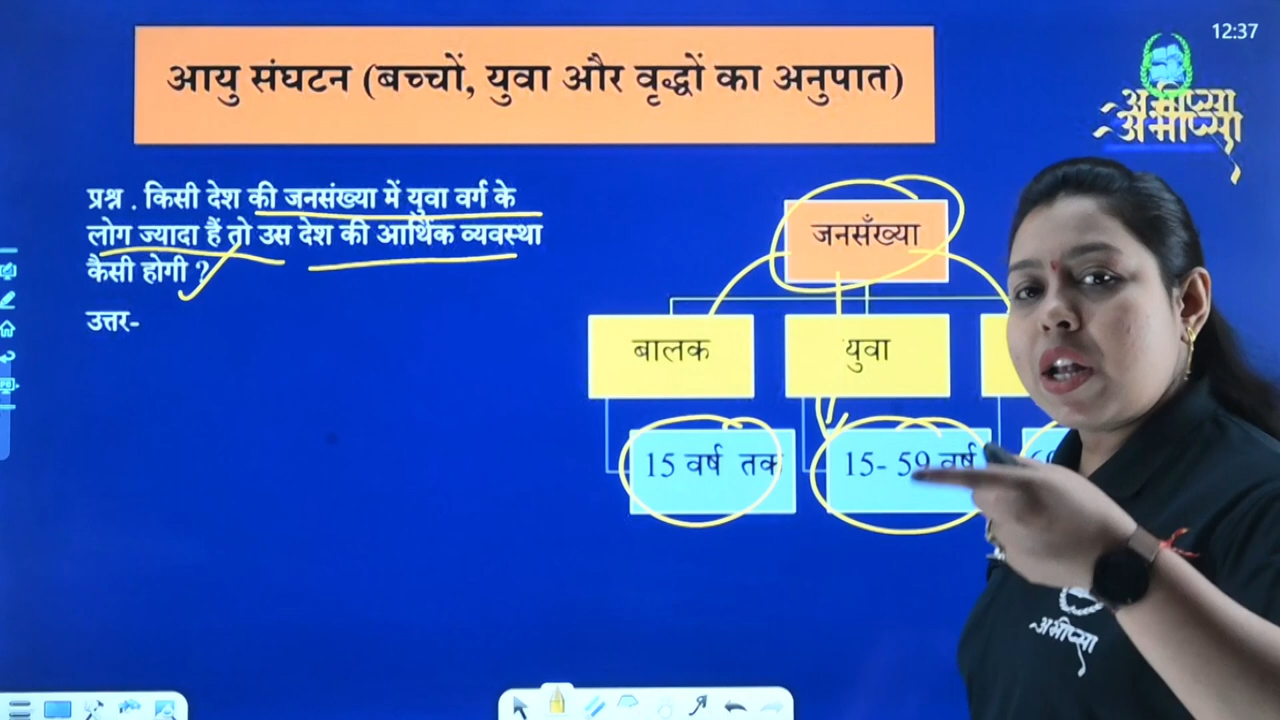 12:37
आयु संघटन (बच्चों, युवा और वृद्धों का अनुपात)
अभीप्सा
प्रश्न . किसी देश की जनसंख्या में युवा वर्ग के
लोग ज्यादा हैं तो उस देश की आर्थिक व्यवस्था
कैसी होगी ?
उत्तर-
जनसँख्या
बालक
युवा
15 वर्ष तक
15- 59 वर्ष
अभीप्सा